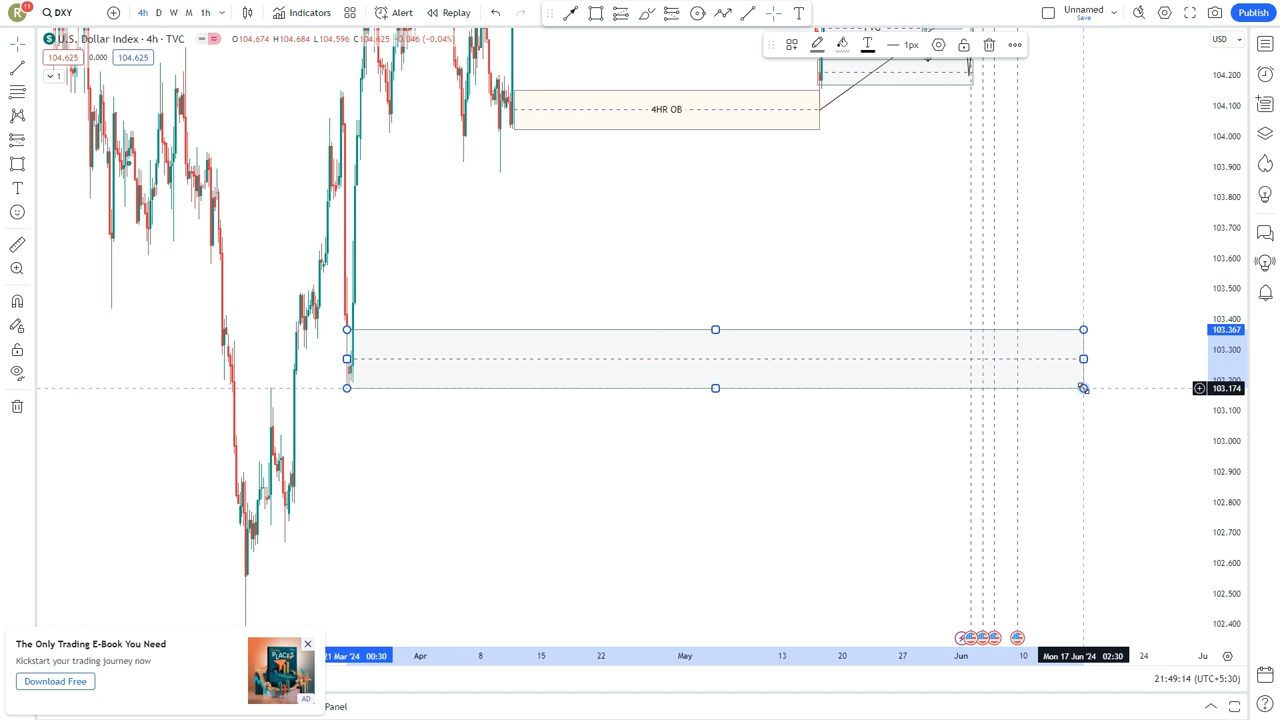 R 11 DXY 4h D W M 1h Indicators Alert Replay Unnamed Save Publish
U.S. Dollar Index · 4h · TVC O104.674 H104.684 L104.596 C104.625 −0.046 (−0.04%)
104.625 0.000 104.625
1
1px
USD
4HR OB
104.200
104.100
104.000
103.900
103.800
103.700
103.600
103.500
103.400
103.367
103.300
103.174
103.100
103.000
102.900
102.800
102.700
102.600
102.500
102.400
The Only Trading E-Book You Need
Kickstart your trading journey now
Download Free
AD
21 Mar '24 00:30 Apr 8 15 22 May 13 20 27 Jun 10 Mon 17 Jun '24 02:30 24 Ju
21:49:14 (UTC+5:30)
Panel